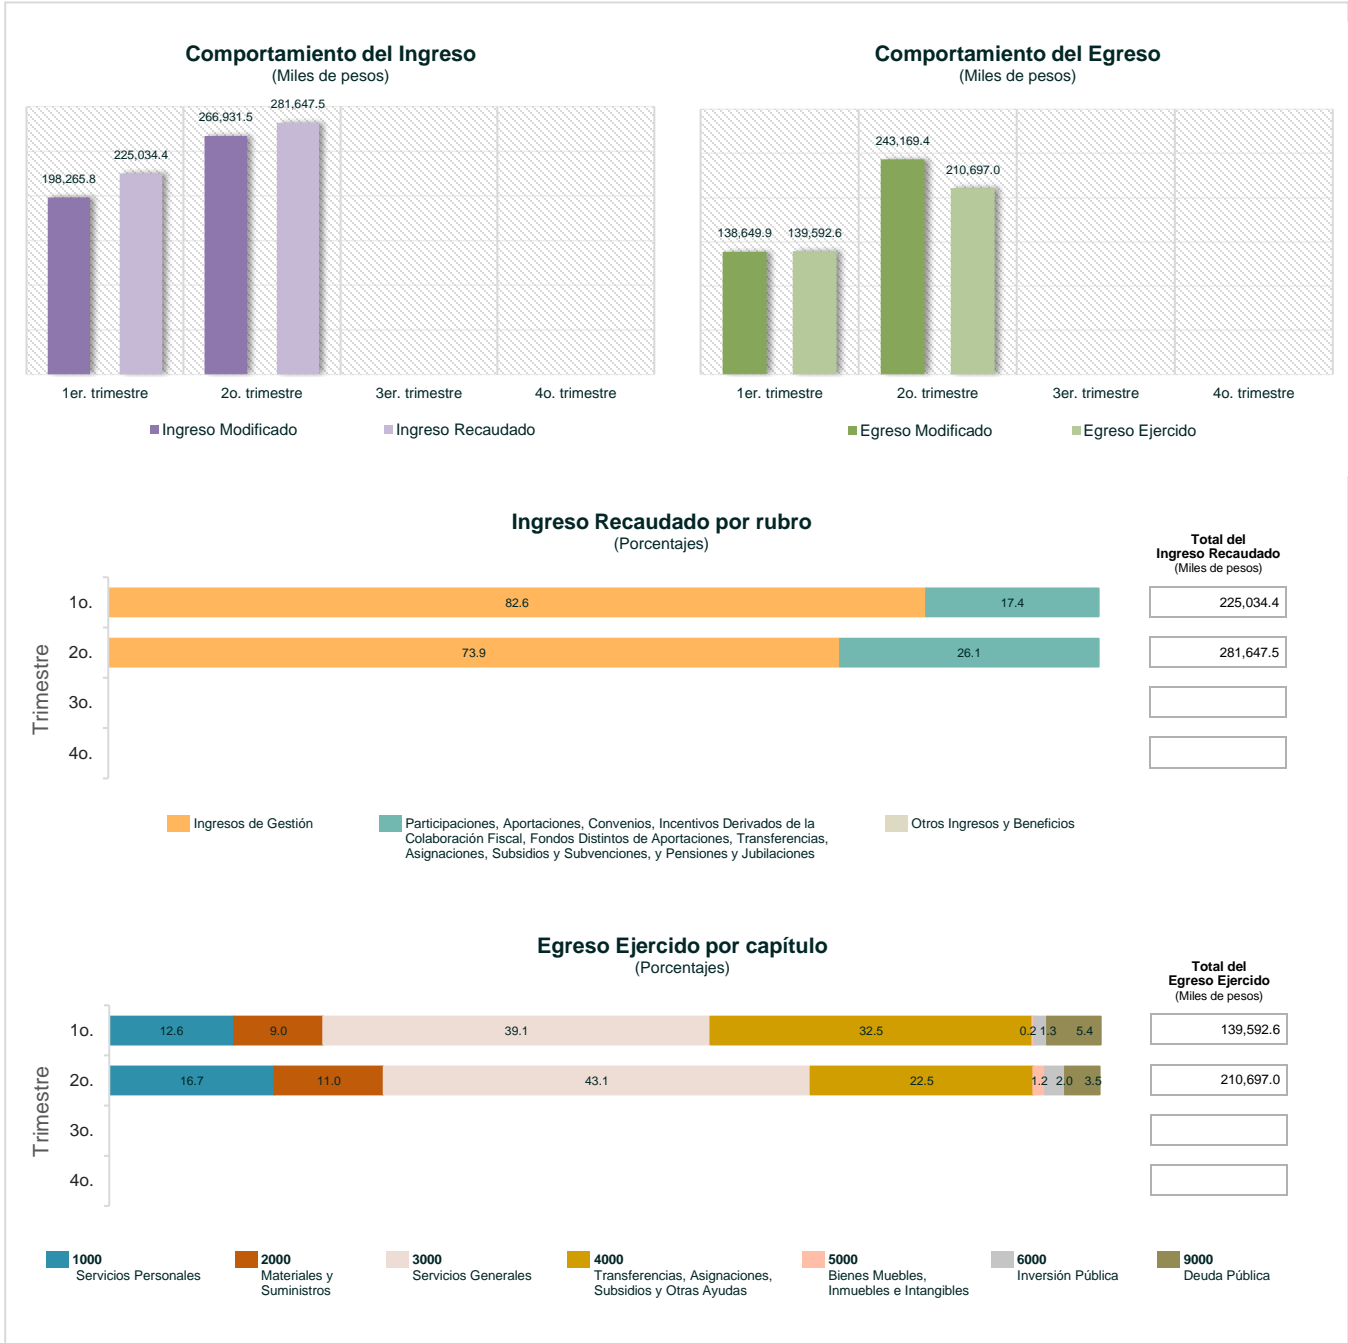 Comportamiento del Ingreso
(Miles de pesos)
198,265.8
225,034.4
266,931.5
281,647.5
1er. trimestre
2o. trimestre
3er. trimestre
4o. trimestre
Ingreso Modificado
Ingreso Recaudado
Comportamiento del Egreso
(Miles de pesos)
138,649.9
139,592.6
243,169.4
210,697.0
1er. trimestre
2o. trimestre
3er. trimestre
4o. trimestre
Egreso Modificado
Egreso Ejercido
Ingreso Recaudado por rubro
(Porcentajes)
Total del
Ingreso Recaudado
(Miles de pesos)
Trimestre
1o.
82.6
17.4
225,034.4
2o.
73.9
26.1
281,647.5
3o.
4o.
Ingresos de Gestión
Participaciones, Aportaciones, Convenios, Incentivos Derivados de la
Colaboración Fiscal, Fondos Distintos de Aportaciones, Transferencias,
Asignaciones, Subsidios y Subvenciones, y Pensiones y Jubilaciones
Otros Ingresos y Beneficios
Egreso Ejercido por capítulo
(Porcentajes)
Total del
Egreso Ejercido
(Miles de pesos)
Trimestre
1o.
12.6
9.0
39.1
32.5
0.2
1.3
5.4
139,592.6
2o.
16.7
11.0
43.1
22.5
1.2
2.0
3.5
210,697.0
3o.
4o.
1000
Servicios Personales
2000
Materiales y
Suministros
3000
Servicios Generales
4000
Transferencias, Asignaciones,
Subsidios y Otras Ayudas
5000
Bienes Muebles,
Inmuebles e Intangibles
6000
Inversión Pública
9000
Deuda Pública